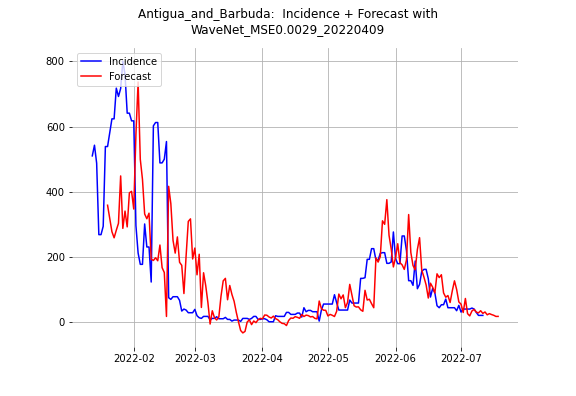 Antigua_and_Barbuda:  Incidence + Forecast with
WaveNet_MSE0.0029_20220409
Incidence
Forecast
800
600
400
200
0
2022-02 2022-03 2022-04 2022-05 2022-06 2022-07